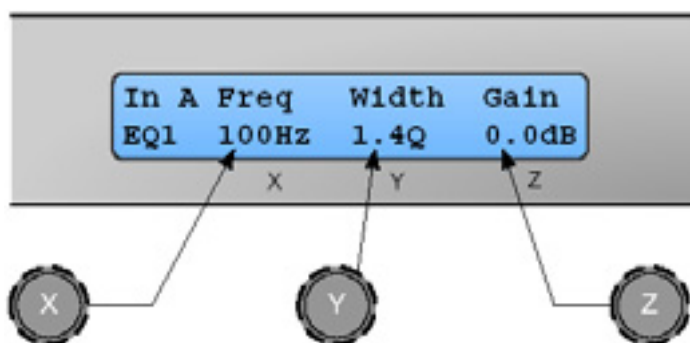 In A Freq Width Gain
EQ1 100Hz 1.4Q 0.0dB
X Y Z
X Y Z